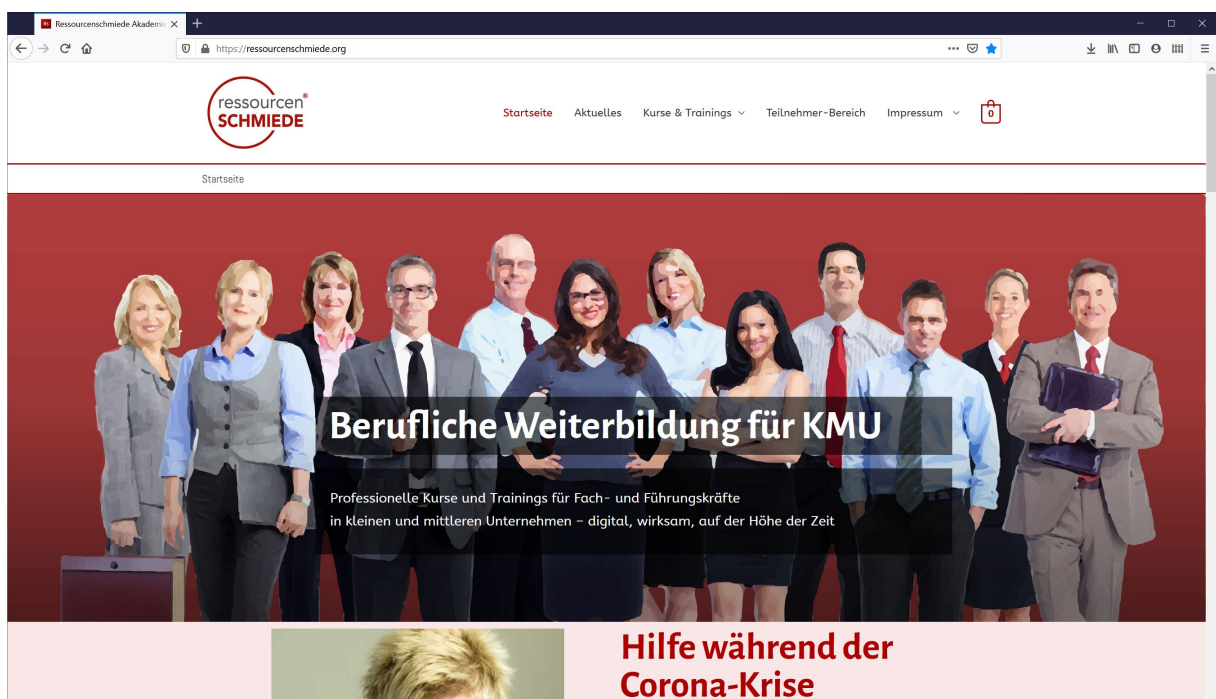 Rs Ressourcenschmiede Akademie
https://ressourcenschmiede.org
ressourcen®
SCHMIEDE
Startseite Aktuelles Kurse & Trainings Teilnehmer-Bereich Impressum 0
Startseite
Berufliche Weiterbildung für KMU
Professionelle Kurse und Trainings für Fach- und Führungskräfte
in kleinen und mittleren Unternehmen – digital, wirksam, auf der Höhe der Zeit
Hilfe während der
Corona-Krise